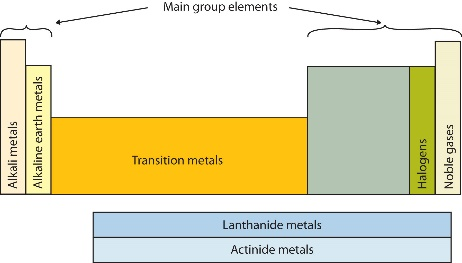 Main group elements
Alkali metals
Alkaline earth metals
Transition metals
Halogens
Noble gases
Lanthanide metals
Actinide metals